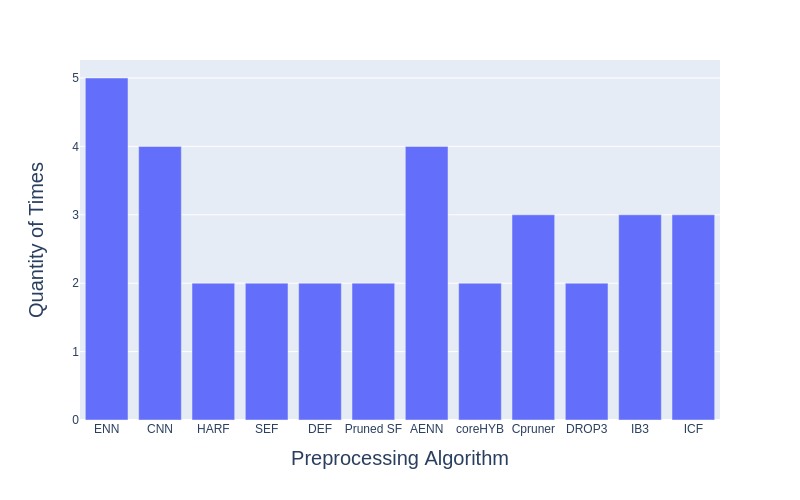 5
4
3
2
1
0
Quantity of Times
ENN CNN HARF SEF DEF Pruned SF AENN coreHYB Cpruner DROP3 IB3 ICF
Preprocessing Algorithm